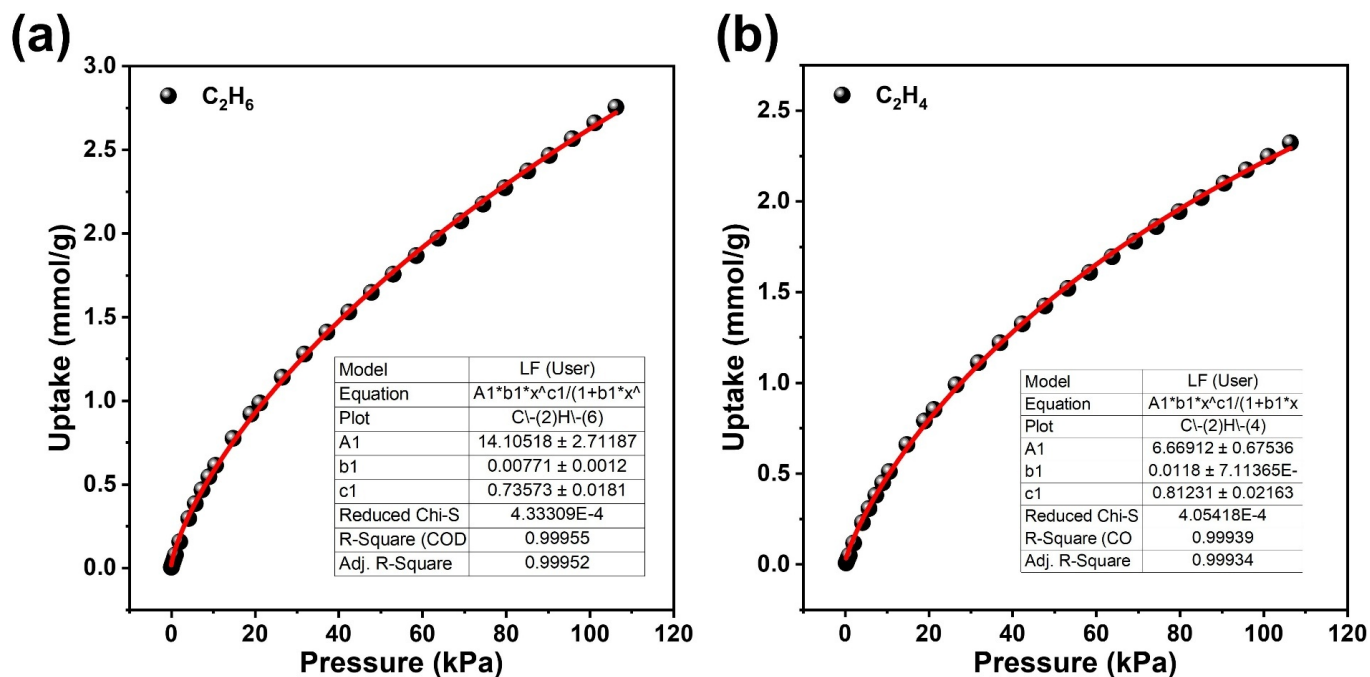 (a)
3.0
2.5
2.0
1.5
1.0
0.5
0.0
Uptake (mmol/g)
C₂H₆
Model LF (User)
Equation A1*b1*x^c1/(1+b1*x^
Plot C\-(2)H\-(6)
A1 14.10518 ± 2.71187
b1 0.00771 ± 0.0012
c1 0.73573 ± 0.0181
Reduced Chi-S 4.33309E-4
R-Square (COD 0.99955
Adj. R-Square 0.99952
0 20 40 60 80 100 120
Pressure (kPa)
(b)
2.5
2.0
1.5
1.0
0.5
0.0
Uptake (mmol/g)
C₂H₄
Model LF (User)
Equation A1*b1*x^c1/(1+b1*x
Plot C\-(2)H\-(4)
A1 6.66912 ± 0.67536
b1 0.0118 ± 7.11365E-
c1 0.81231 ± 0.02163
Reduced Chi-S 4.05418E-4
R-Square (CO 0.99939
Adj. R-Square 0.99934
0 20 40 60 80 100 120
Pressure (kPa)